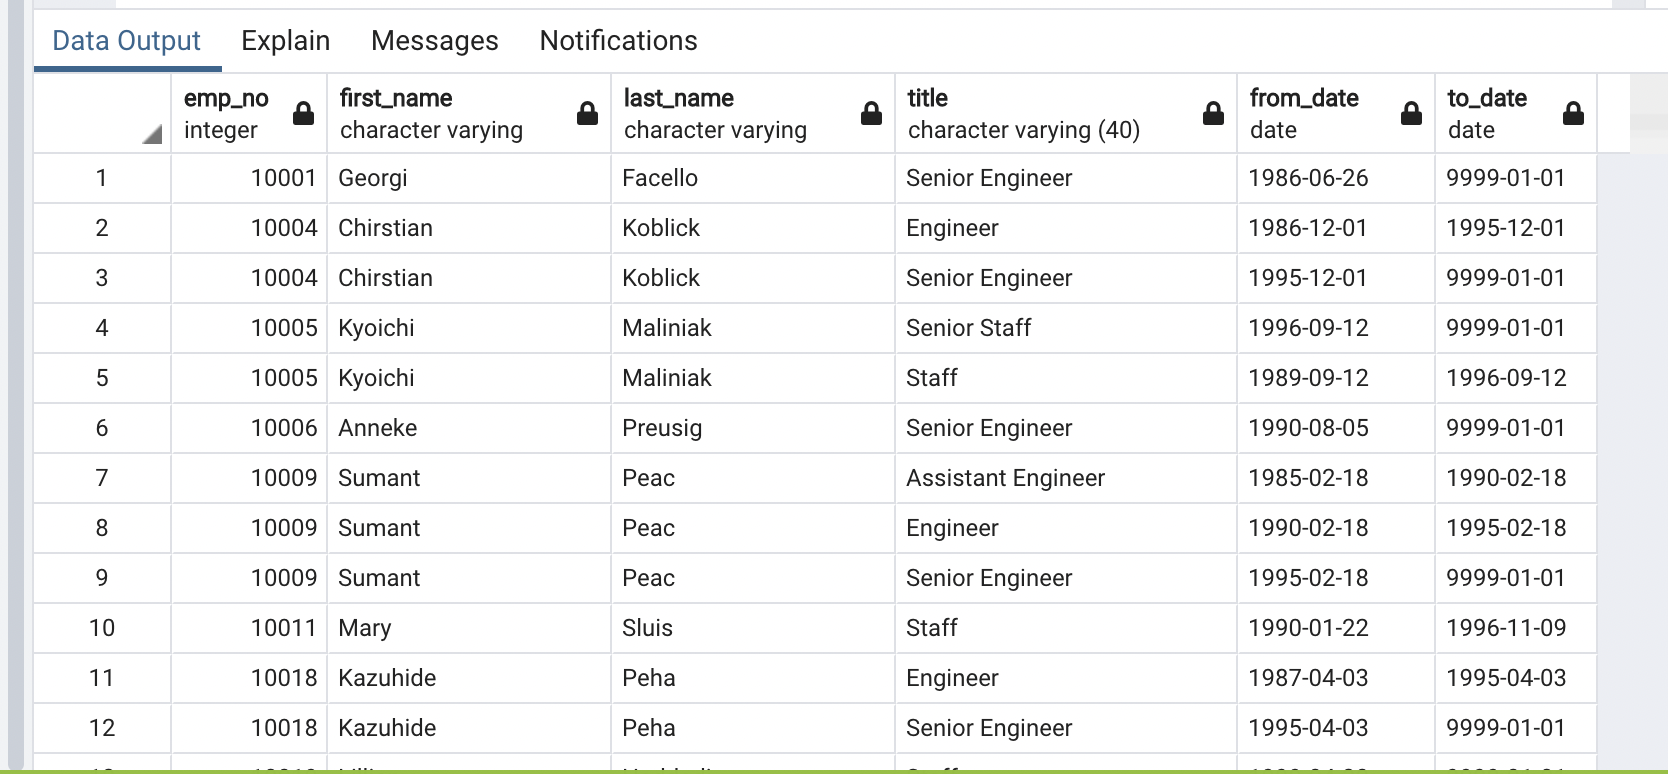 Data Output Explain Messages Notifications
emp_no first_name last_name title from_date to_date
integer character varying character varying character varying (40) date date
1 10001 Georgi Facello Senior Engineer 1986-06-26 9999-01-01
2 10004 Chirstian Koblick Engineer 1986-12-01 1995-12-01
3 10004 Chirstian Koblick Senior Engineer 1995-12-01 9999-01-01
4 10005 Kyoichi Maliniak Senior Staff 1996-09-12 9999-01-01
5 10005 Kyoichi Maliniak Staff 1989-09-12 1996-09-12
6 10006 Anneke Preusig Senior Engineer 1990-08-05 9999-01-01
7 10009 Sumant Peac Assistant Engineer 1985-02-18 1990-02-18
8 10009 Sumant Peac Engineer 1990-02-18 1995-02-18
9 10009 Sumant Peac Senior Engineer 1995-02-18 9999-01-01
10 10011 Mary Sluis Staff 1990-01-22 1996-11-09
11 10018 Kazuhide Peha Engineer 1987-04-03 1995-04-03
12 10018 Kazuhide Peha Senior Engineer 1995-04-03 9999-01-01